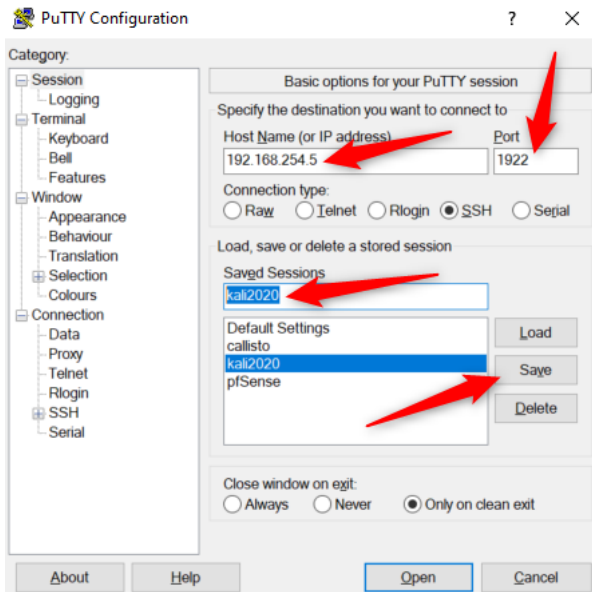 PuTTY Configuration
Category:
Session
Logging
Terminal
Keyboard
Bell
Features
Window
Appearance
Behaviour
Translation
Selection
Colours
Connection
Data
Proxy
Telnet
Rlogin
SSH
Serial
Basic options for your PuTTY session
Specify the destination you want to connect to
Host Name (or IP address) Port
192.168.254.5 1922
Connection type:
Raw Telnet Rlogin SSH Serial
Load, save or delete a stored session
Saved Sessions
kali2020
Default Settings
callisto
kali2020
pfSense
Load
Save
Delete
Close window on exit:
Always Never Only on clean exit
About Help Open Cancel